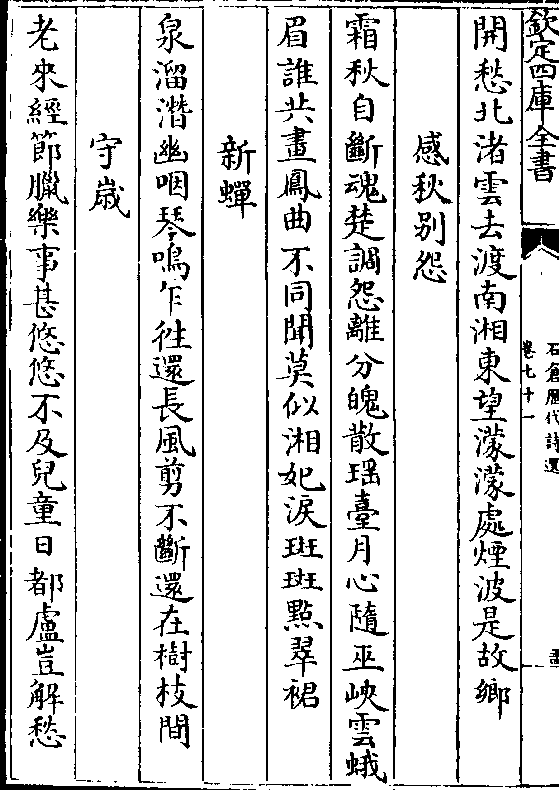 欽定四庫全書
石倉歷代詩選
卷七十一
開愁北渚雲去渡南湘東望濛濛處煙波是故鄉
感秋別怨
霜秋自斷魂楚調怨離分魄散瑶臺月心隨巫峽雲蛾
眉誰共畫鳳曲不同聞莫似湘妃淚斑斑點翠裙
新蟬
泉溜潛幽咽琴鳴乍徃還長風剪不斷還在樹枝間
守歳
老來經節臘樂事甚悠悠不及兒童日都盧豈解愁